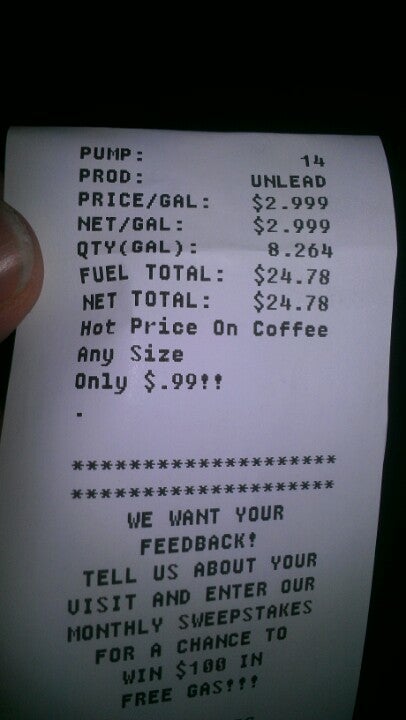 PUMP: 14
PROD: UNLEAD
PRICE/GAL: $2.999
NET/GAL: $2.999
QTY(GAL): 8.264
FUEL TOTAL: $24.78
NET TOTAL: $24.78
Hot Price On Coffee
Any Size
Only $.99!!
.
**********************
**********************
WE WANT YOUR
FEEDBACK!
TELL US ABOUT YOUR
VISIT AND ENTER OUR
MONTHLY SWEEPSTAKES
FOR A CHANCE TO
WIN $100 IN
FREE GAS!!!